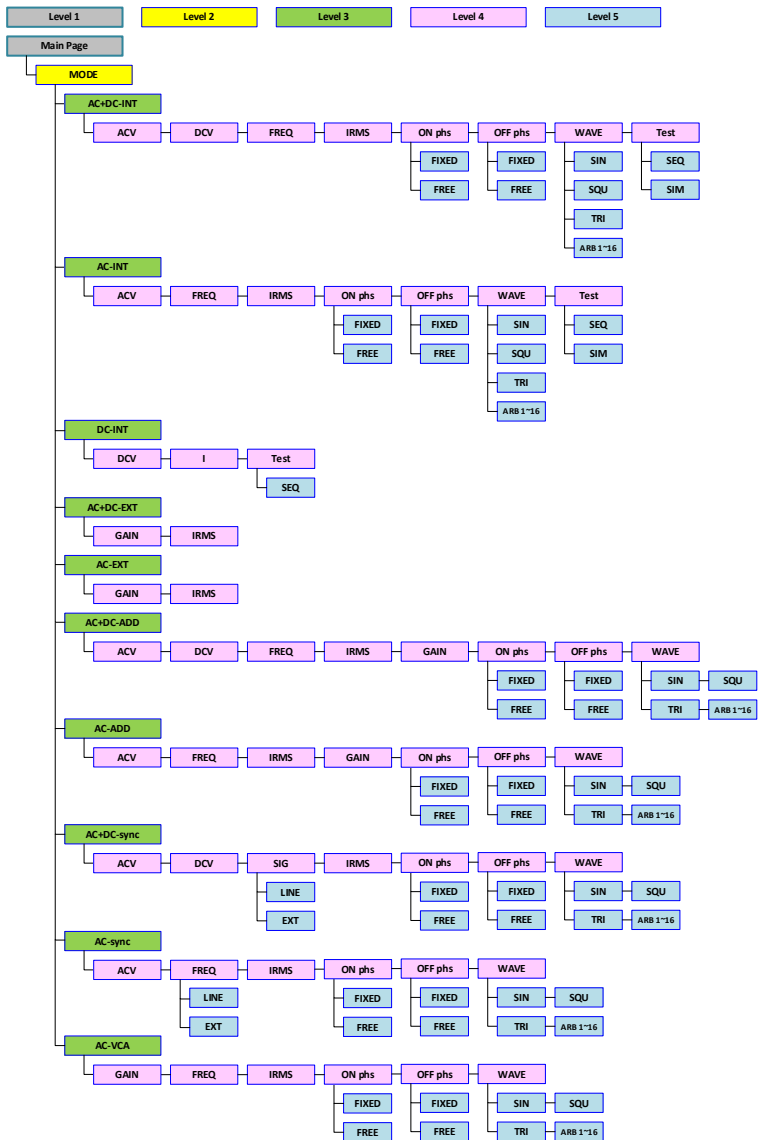 Level 1 Level 2 Level 3 Level 4 Level 5
Main Page
MODE
AC+DC-INT
ACV DCV FREQ IRMS ON phs OFF phs WAVE Test
FIXED FIXED SIN SEQ
FREE FREE SQU SIM
TRI
ARB 1~16
AC-INT
ACV FREQ IRMS ON phs OFF phs WAVE Test
FIXED FIXED SIN SEQ
FREE FREE SQU SIM
TRI
ARB 1~16
DC-INT
DCV I Test
SEQ
AC+DC-EXT
GAIN IRMS
AC-EXT
GAIN IRMS
AC+DC-ADD
ACV DCV FREQ IRMS GAIN ON phs OFF phs WAVE
FIXED FIXED SIN SQU
FREE FREE TRI ARB 1~16
AC-ADD
ACV FREQ IRMS GAIN ON phs OFF phs WAVE
FIXED FIXED SIN SQU
FREE FREE TRI ARB 1~16
AC+DC-sync
ACV DCV SIG IRMS ON phs OFF phs WAVE
LINE FIXED FIXED SIN SQU
EXT FREE FREE TRI ARB 1~16
AC-sync
ACV FREQ IRMS ON phs OFF phs WAVE
LINE FIXED FIXED SIN SQU
EXT FREE FREE TRI ARB 1~16
AC-VCA
GAIN FREQ IRMS ON phs OFF phs WAVE
FIXED FIXED SIN SQU
FREE FREE TRI ARB 1~16